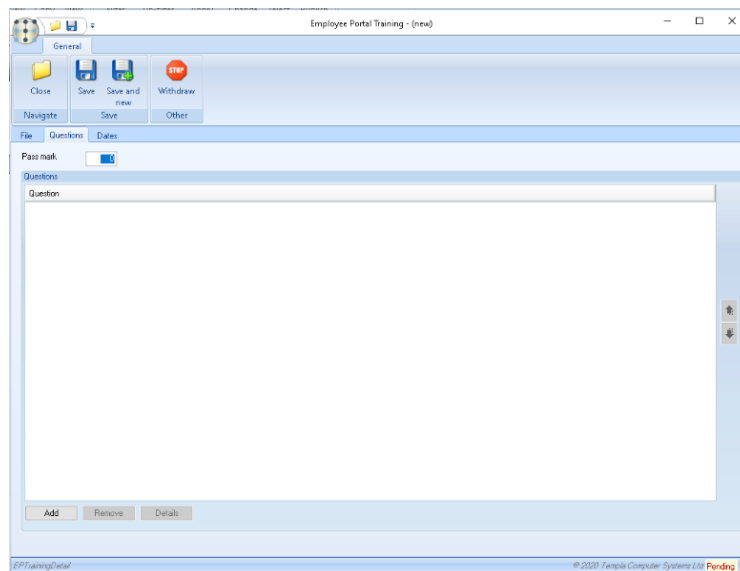 Employee Portal Training - (new)
General
Close
Save
Save and new
STOP
Withdraw
Navigate
Save
Other
File
Questions
Dates
Pass mark
0
Questions
Question
Add
Remove
Details
EPTrainingDetail
© 2020 Templa Computer Systems Ltd
Pending